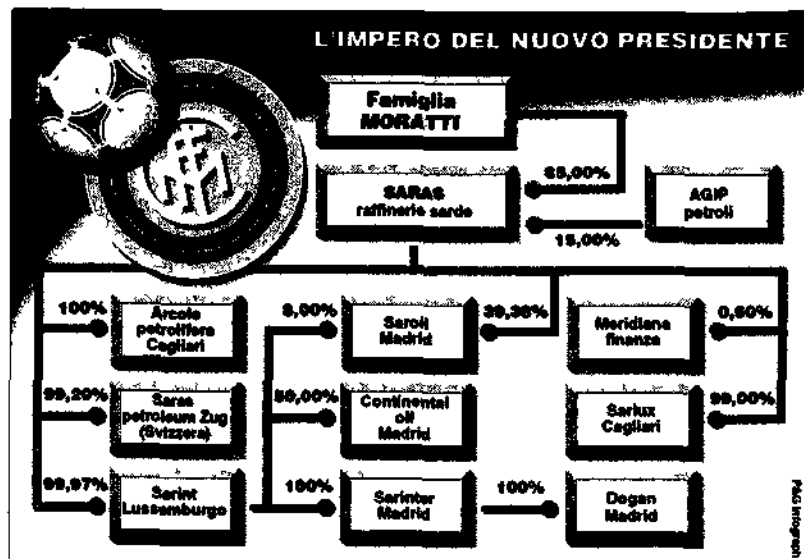 L'IMPERO DEL NUOVO PRESIDENTE
Famiglia
MORATTI
85,00%
SARAS
raffinerie sarde
AGIP
petroli
15,00%
100%
Arcole
petrolifera
Cagliari
5,00%
Saroil
Madrid
39,36%
Meridiana
finanza
0,60%
99,20%
Saras
petroleum Zug
(Svizzera)
50,00%
Continental
oil
Madrid
Sarlux
Cagliari
99,00%
99,97%
Sarint
Lussemburgo
100%
Sarinter
Madrid
100%
Dogan
Madrid
P&G Infograph